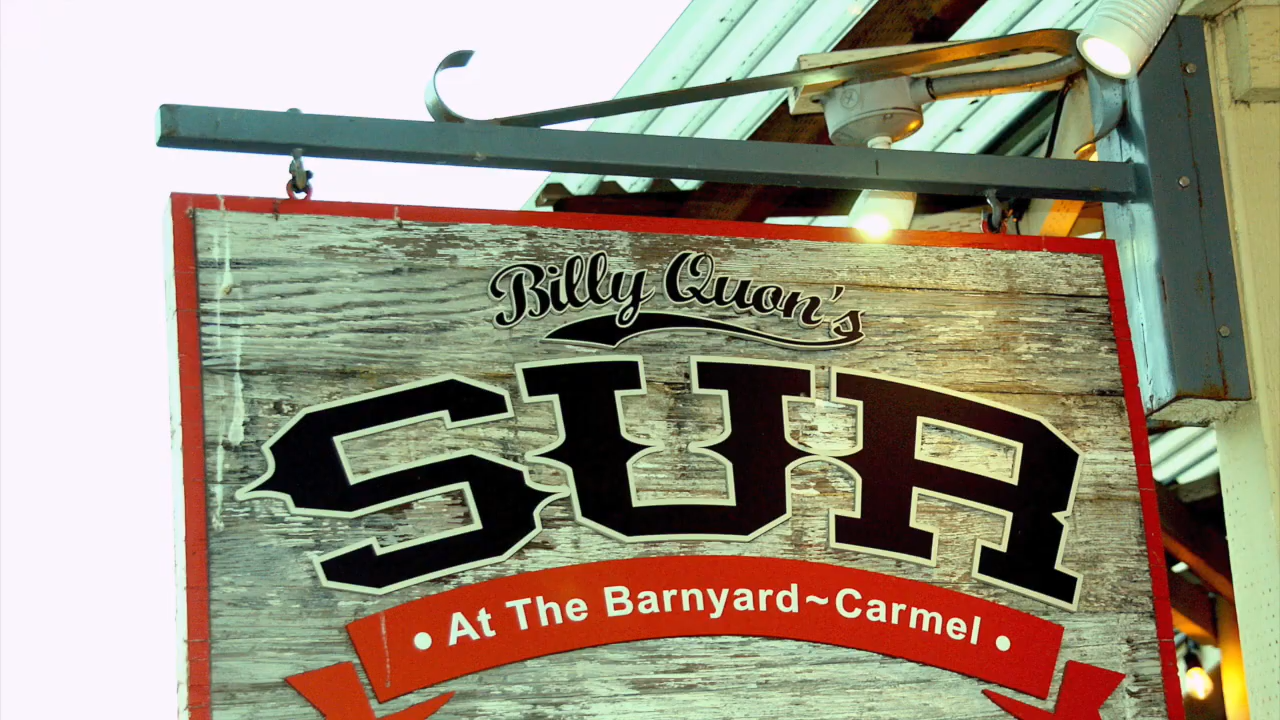 Billy Quon's
SUR
• At The Barnyard~Carmel •